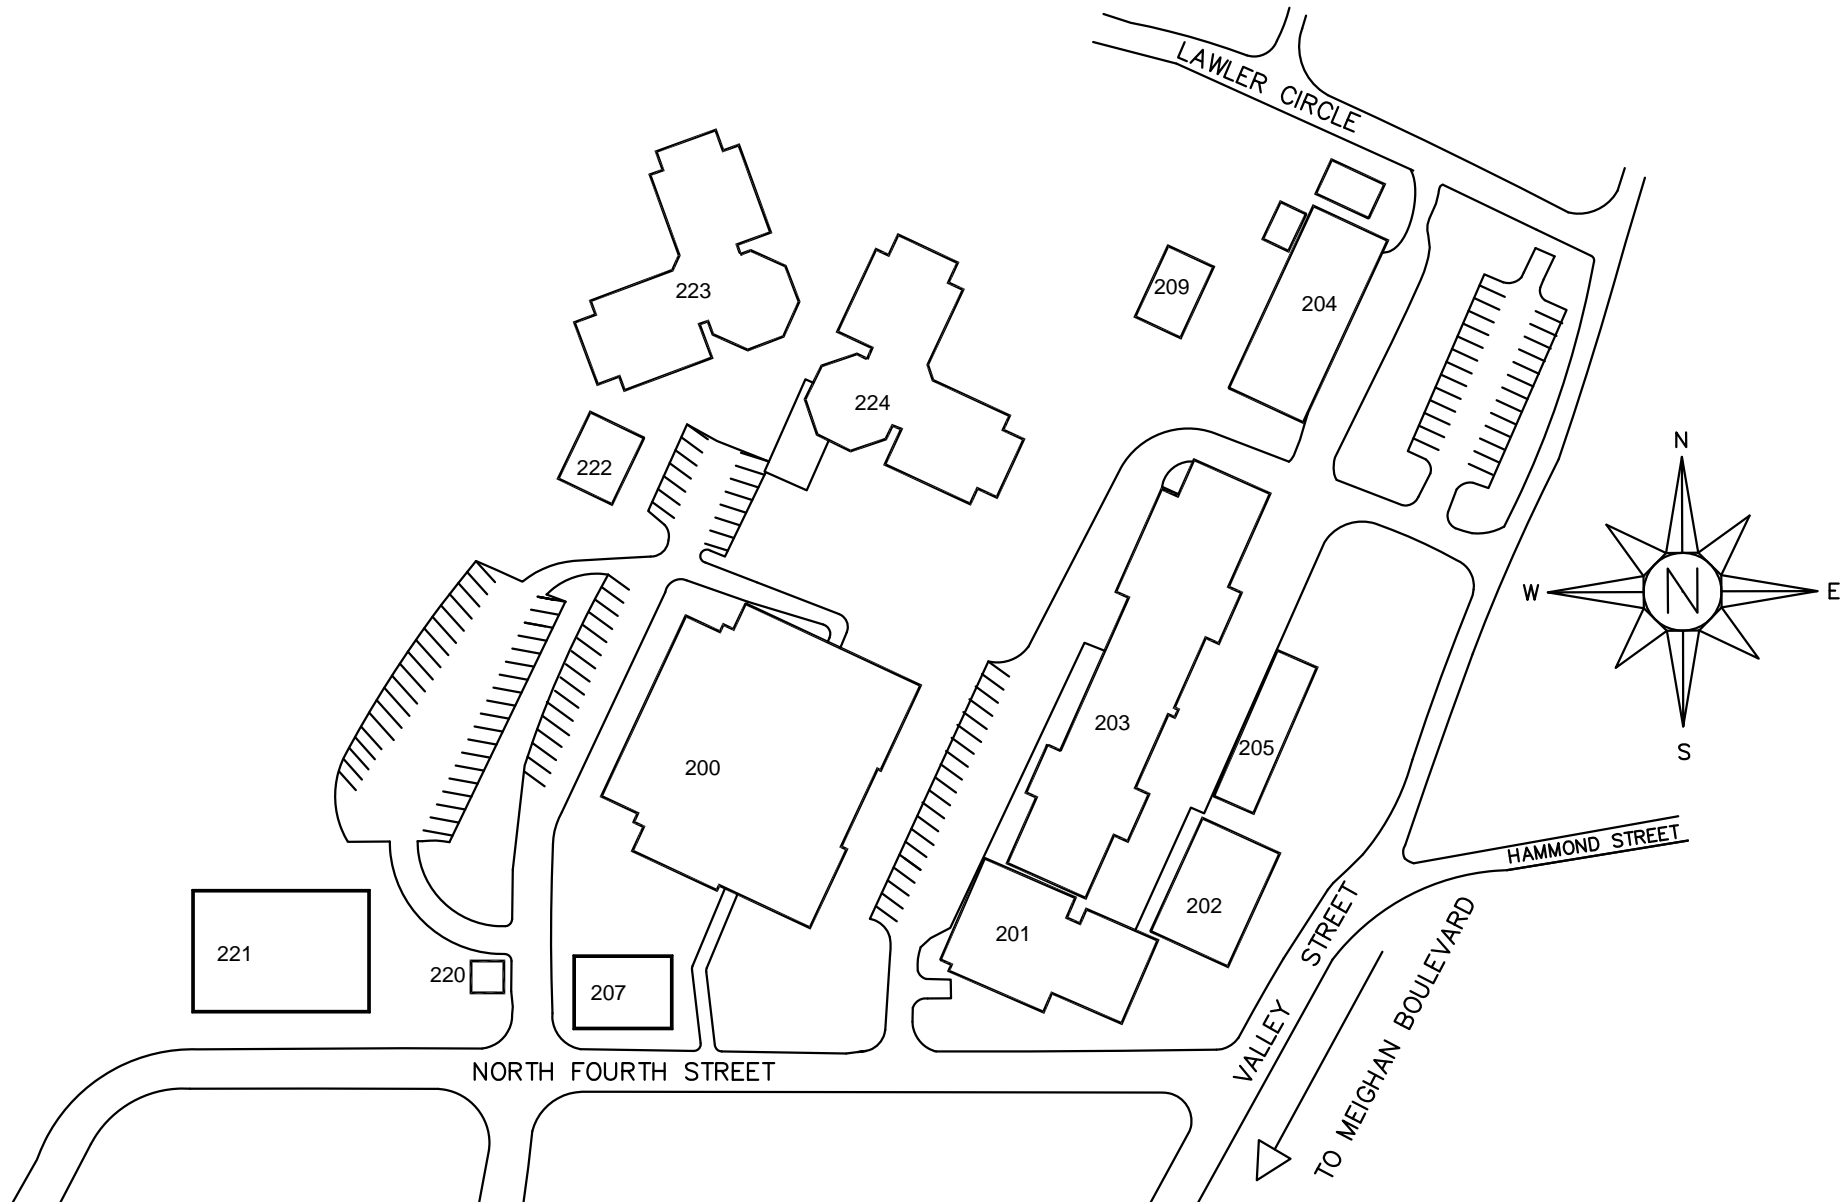 LAWLER CIRCLE
223
209
204
224
222
N
W
N
E
S
203
205
200
HAMMOND STREET
202
201
221
220
207
VALLEY STREET
TO MEIGHAN BOULEVARD
NORTH FOURTH STREET